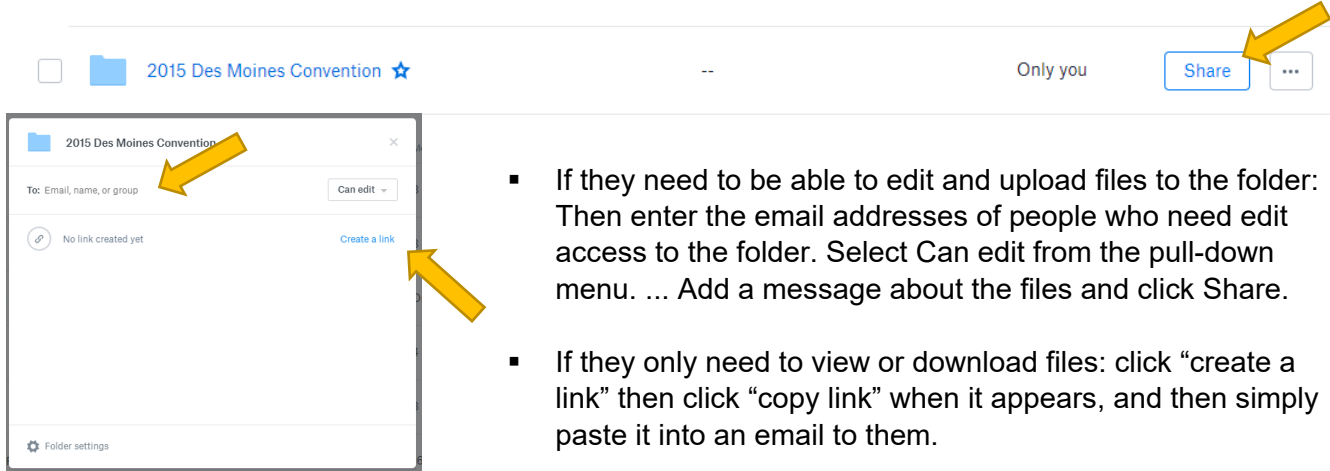 2015 Des Moines Convention
--
Only you
Share
...
2015 Des Moines Convention
To: Email, name, or group
Can edit
No link created yet
Create a link
Folder settings
▪ If they need to be able to edit and upload files to the folder:
Then enter the email addresses of people who need edit
access to the folder. Select Can edit from the pull-down
menu. ... Add a message about the files and click Share.
▪ If they only need to view or download files: click “create a
link” then click “copy link” when it appears, and then simply
paste it into an email to them.